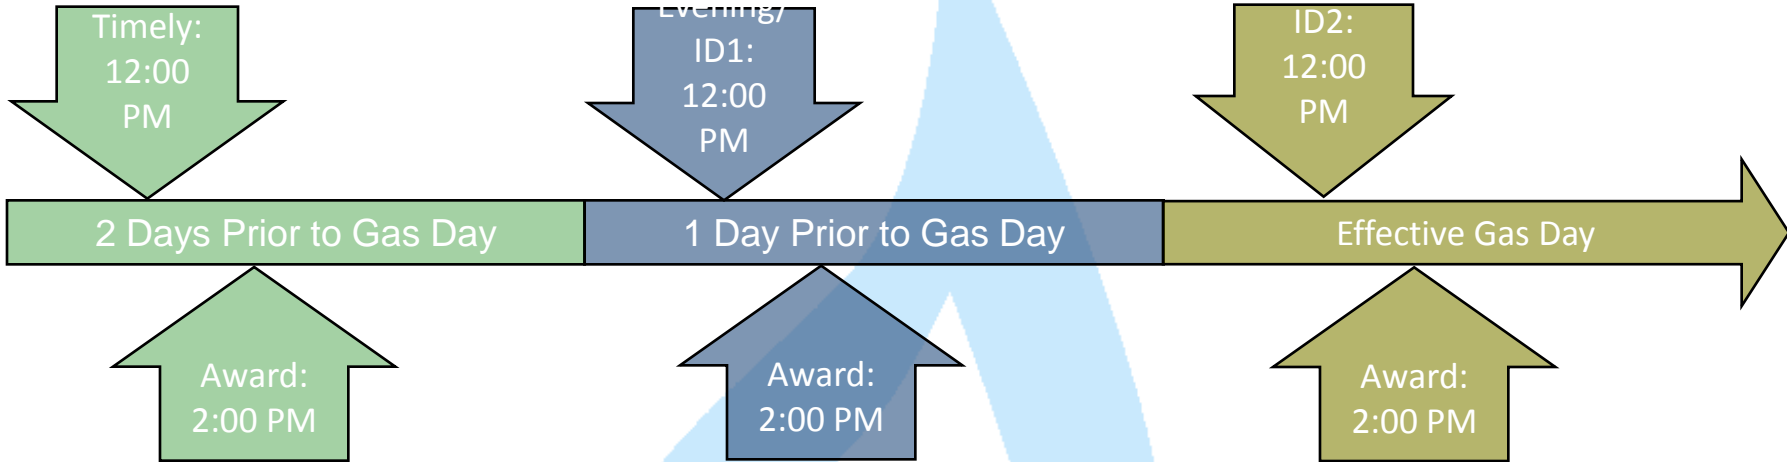 Timely:
12:00
PM
Evening/
ID1:
12:00
PM
ID2:
12:00
PM
2 Days Prior to Gas Day
1 Day Prior to Gas Day
Effective Gas Day
Award:
2:00 PM
Award:
2:00 PM
Award:
2:00 PM